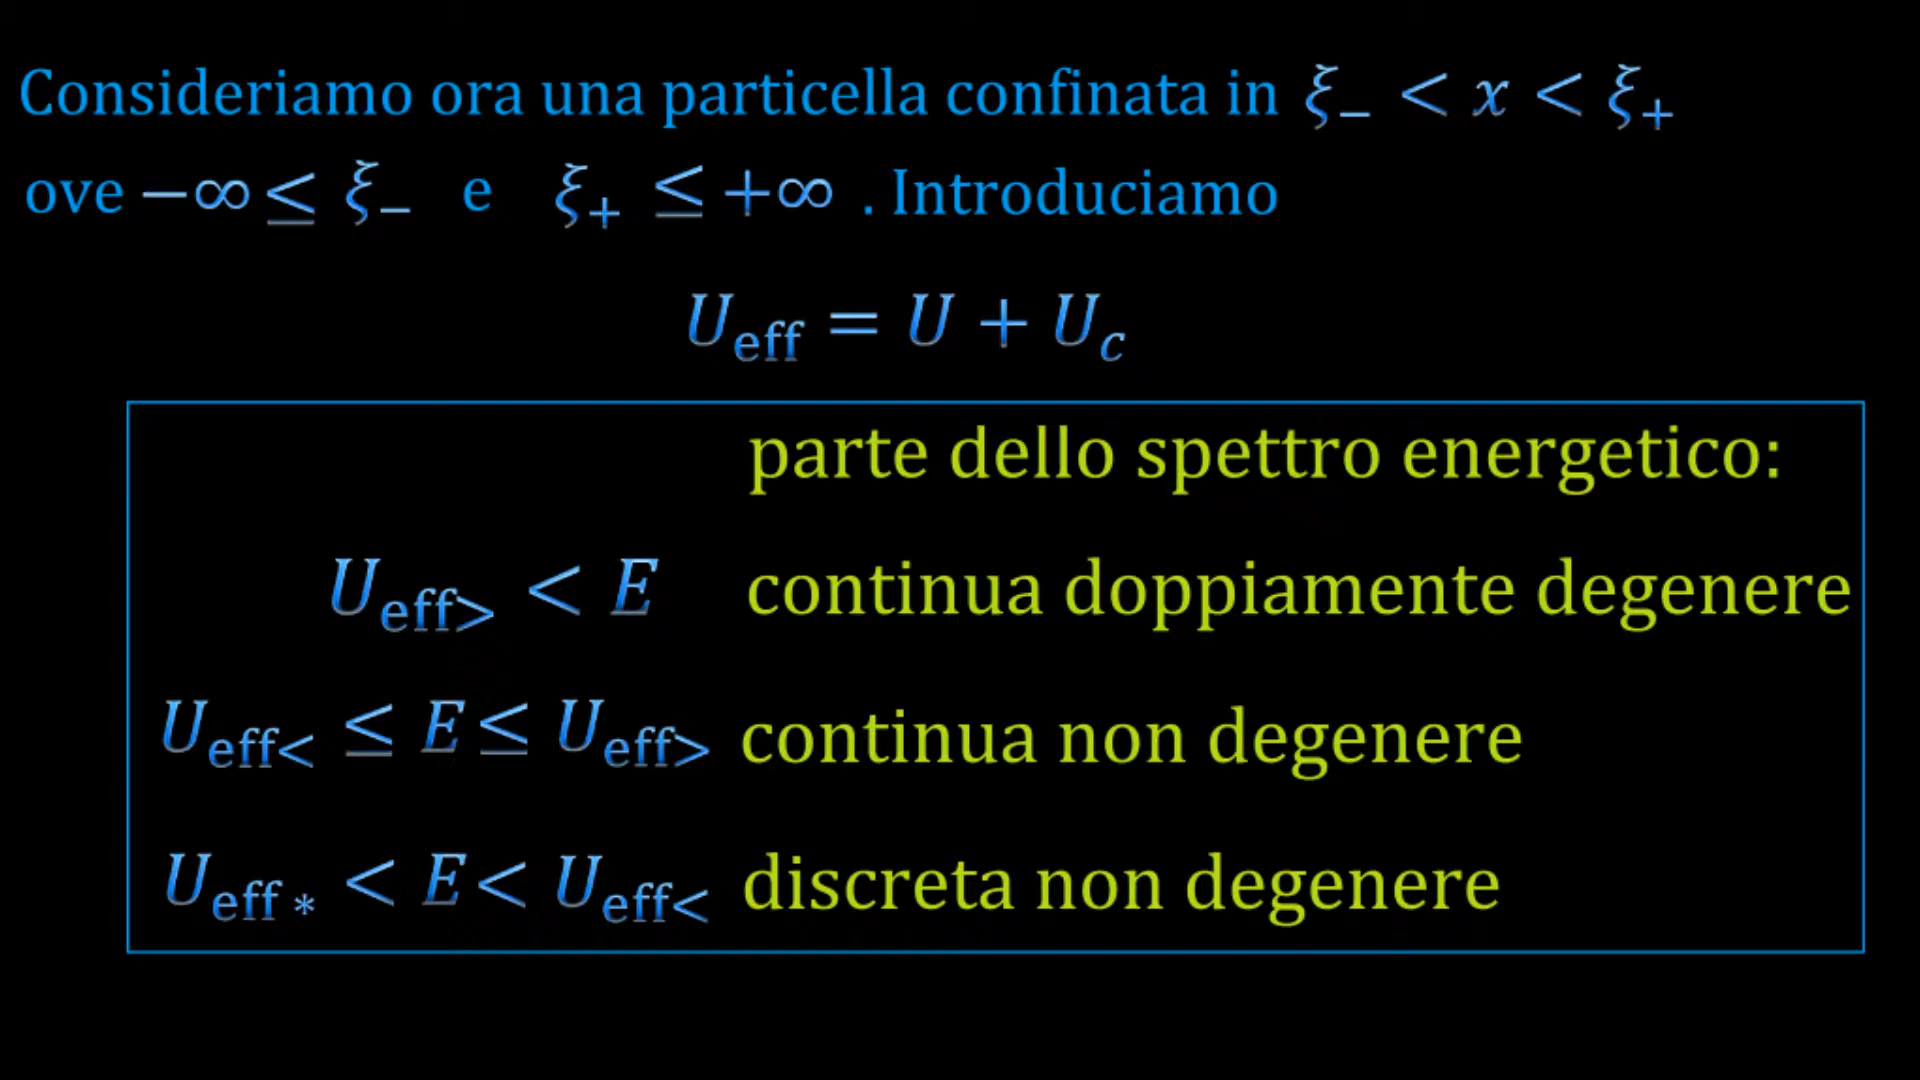 Consideriamo ora una particella confinata in ξ₋ < x < ξ₊
ove −∞ ≤ ξ₋ e ξ₊ ≤ +∞ . Introduciamo
U_eff = U + U_c
parte dello spettro energetico:
U_eff> < E continua doppiamente degenere
U_eff< ≤ E ≤ U_eff> continua non degenere
U_eff * < E < U_eff< discreta non degenere